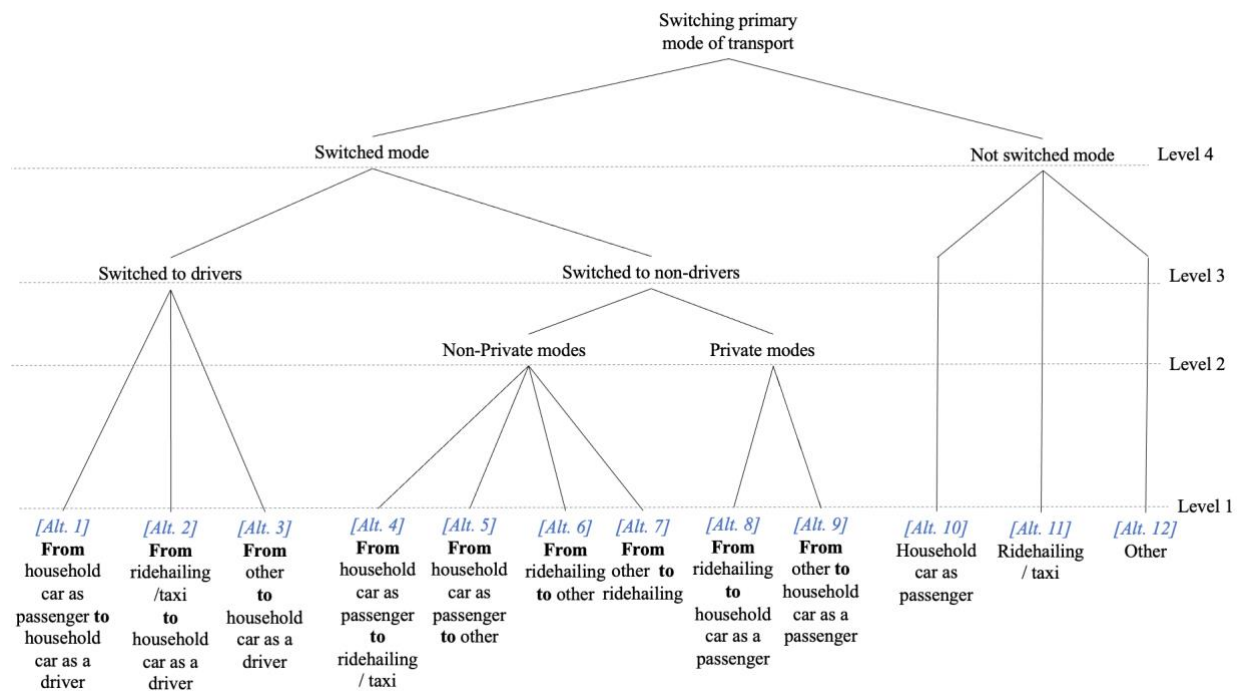 Switching primary
mode of transport
Switched mode
Not switched mode
Level 4
Switched to drivers
Switched to non-drivers
Level 3
Non-Private modes
Private modes
Level 2
Level 1
[Alt. 1]
From
household
car as
passenger to
household
car as a
driver
[Alt. 2]
From
ridehailing
/taxi
to
household
car as a
driver
[Alt. 3]
From
other
to
household
car as a
driver
[Alt. 4]
From
household
car as
passenger
to
ridehailing
/ taxi
[Alt. 5]
From
household
car as
passenger
to other
[Alt. 6]
From
ridehailing
to other
[Alt. 7]
From
other to
ridehailing
[Alt. 8]
From
ridehailing
to
household
car as a
passenger
[Alt. 9]
From
other to
household
car as a
passenger
[Alt. 10]
Household
car as
passenger
[Alt. 11]
Ridehailing
/ taxi
[Alt. 12]
Other